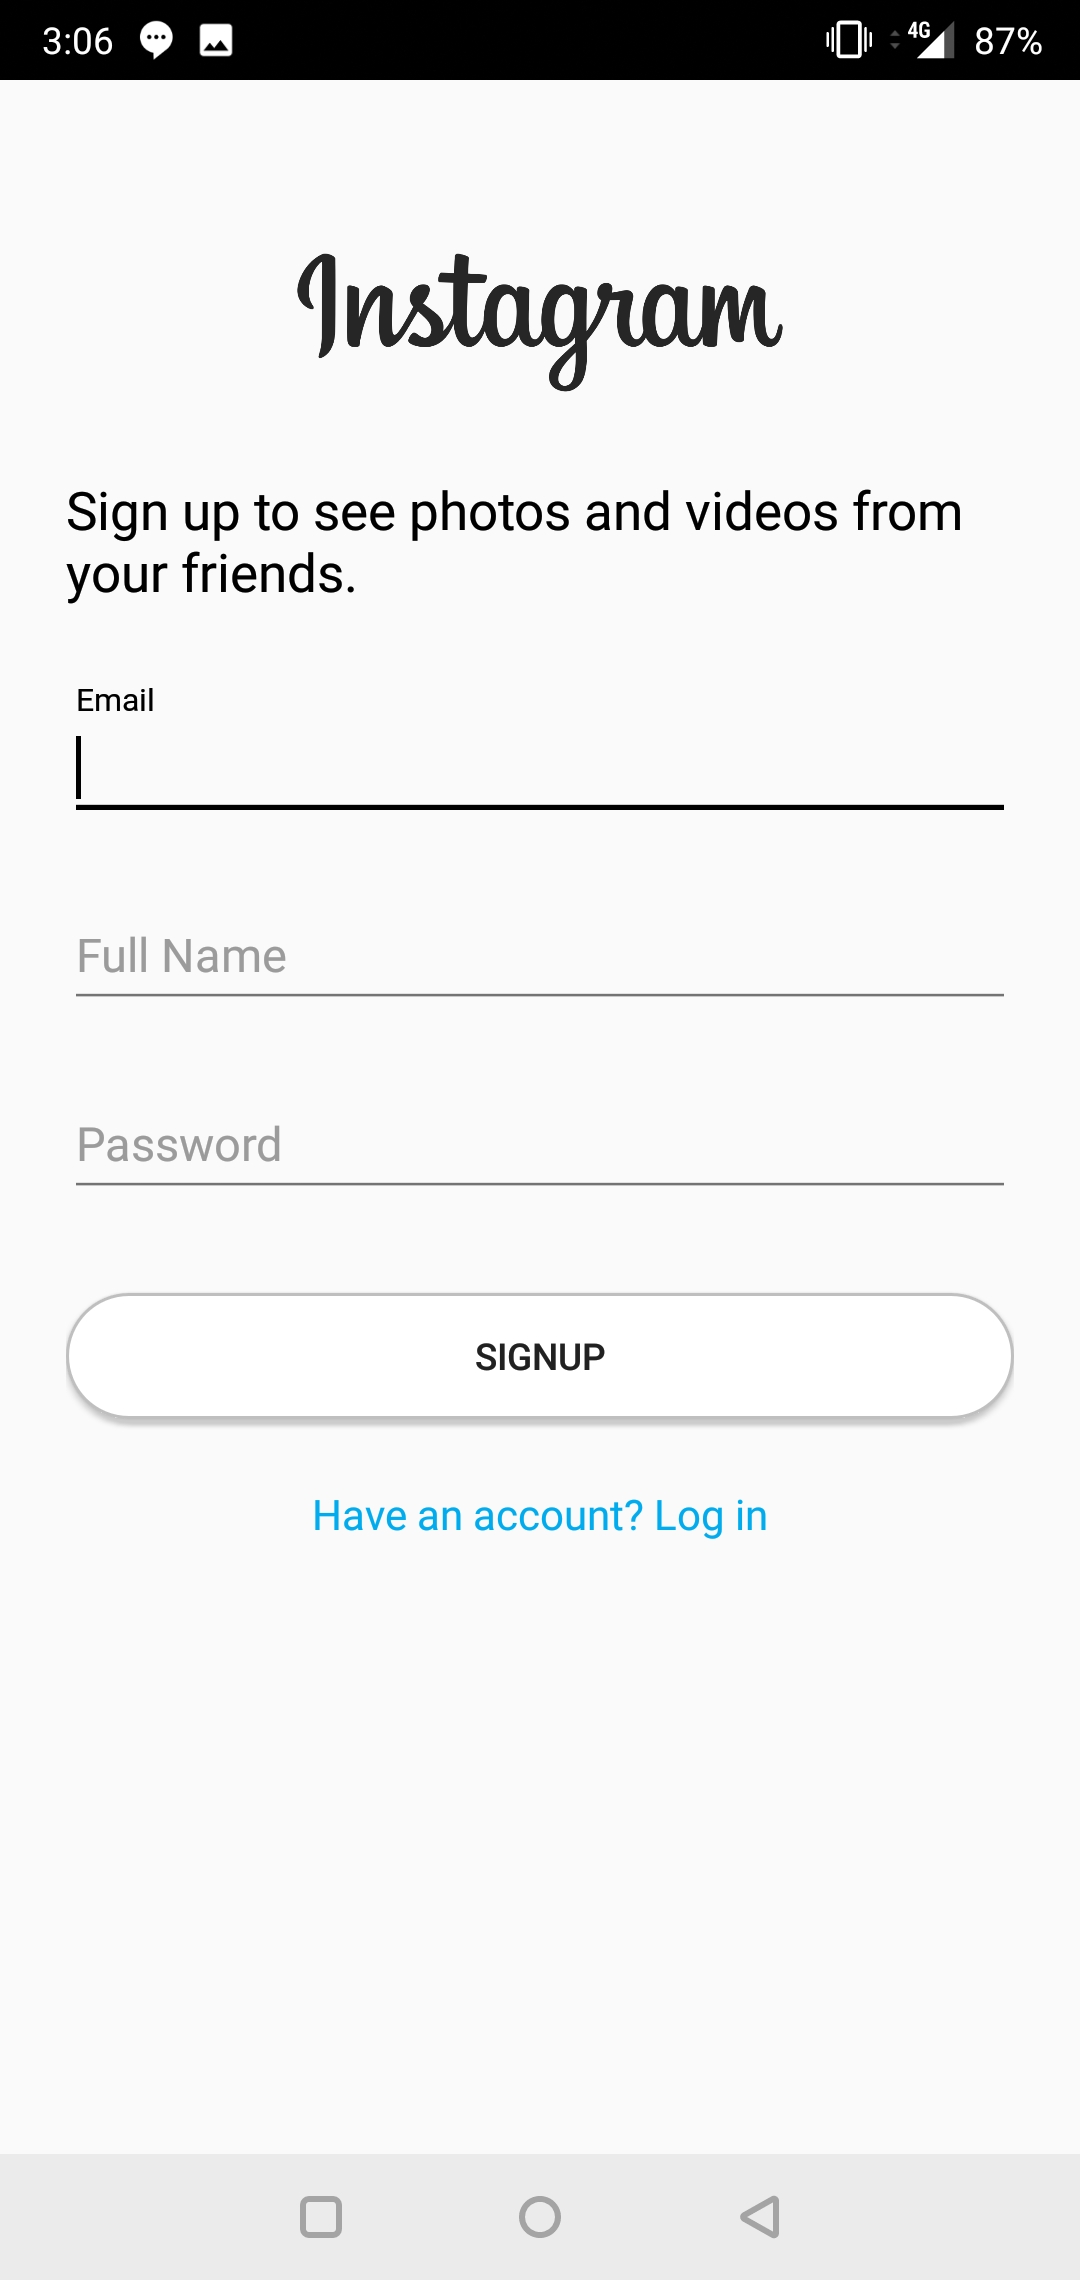 3:06
4G
87%
Instagram
Sign up to see photos and videos from
your friends.
Email
Full Name
Password
SIGNUP
Have an account? Log in